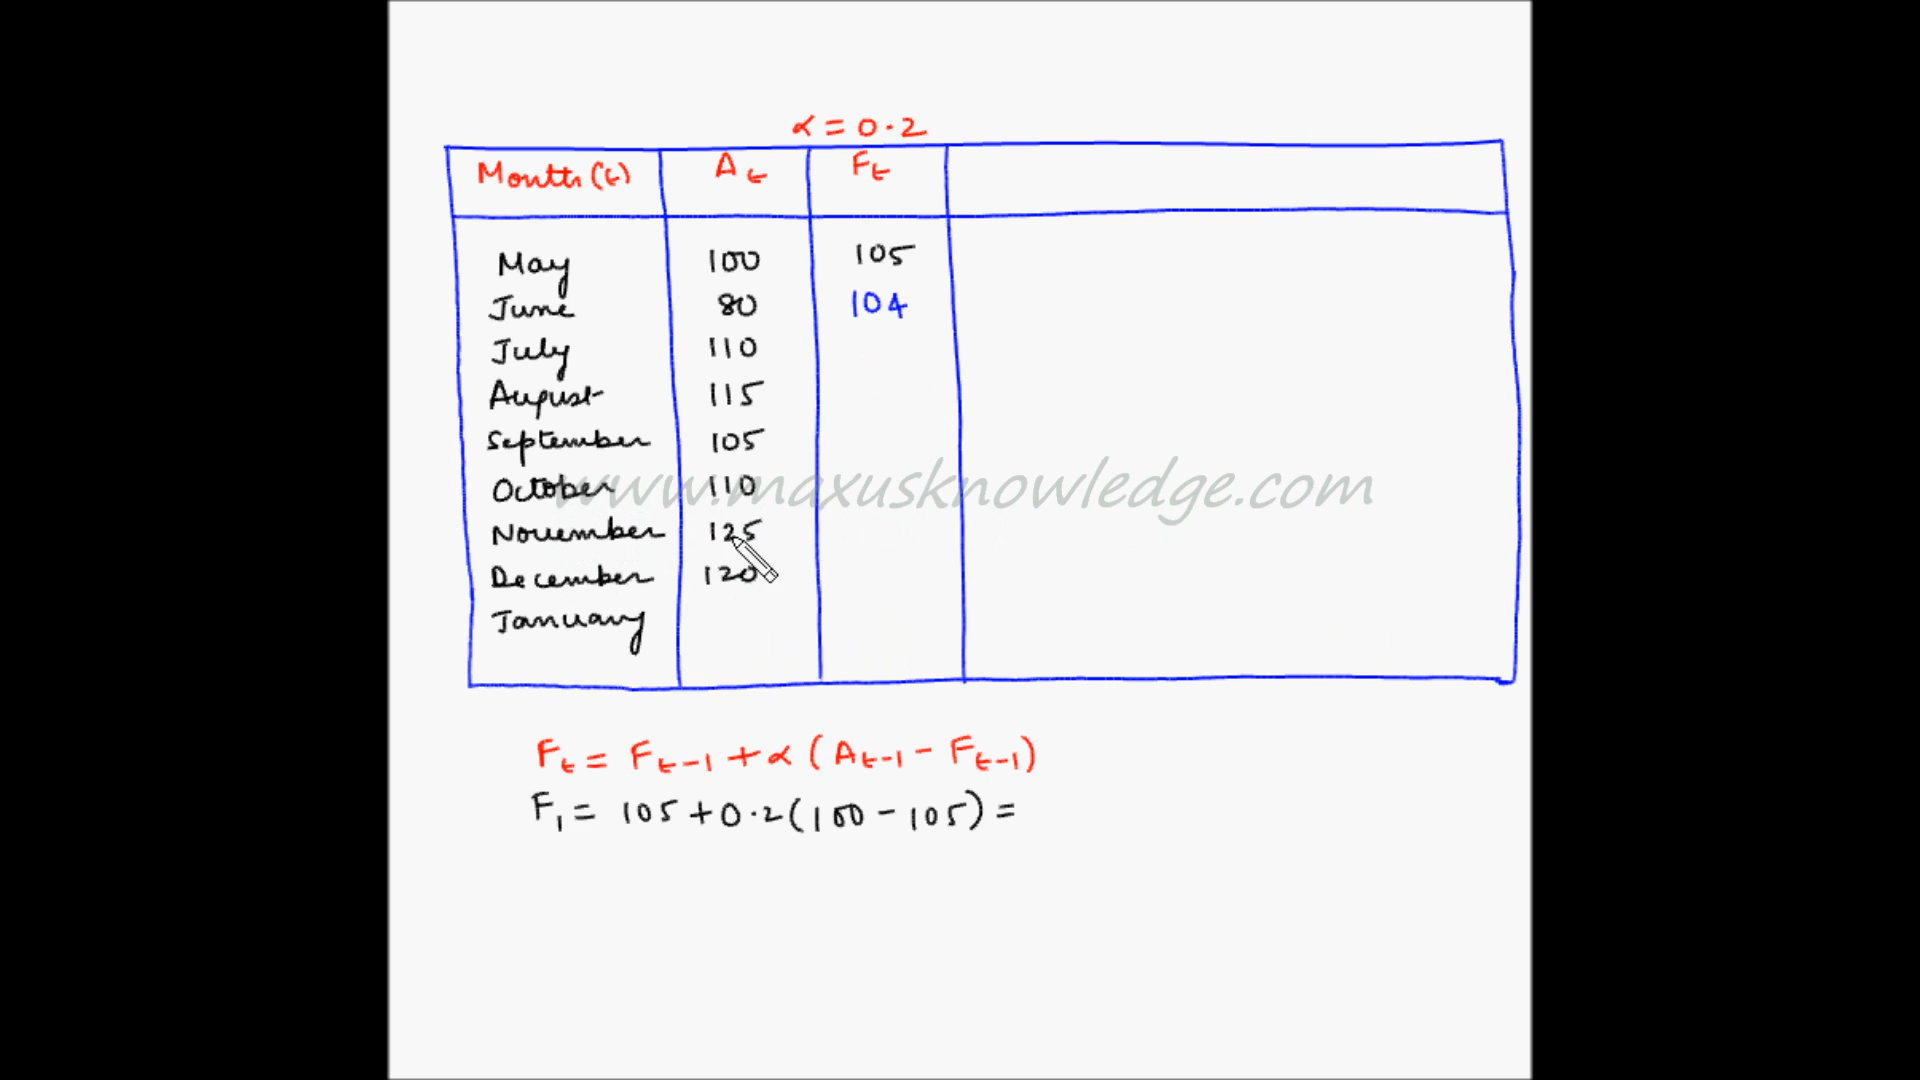 α = 0.2
Month (t) At Ft
May 100 105
June 80 104
July 110
August 115
September 105
October 110
November 125
December 120
January
www.maxusknowledge.com
Ft = Ft-1 + α (At-1 - Ft-1)
F1 = 105 + 0.2 (100 - 105) =